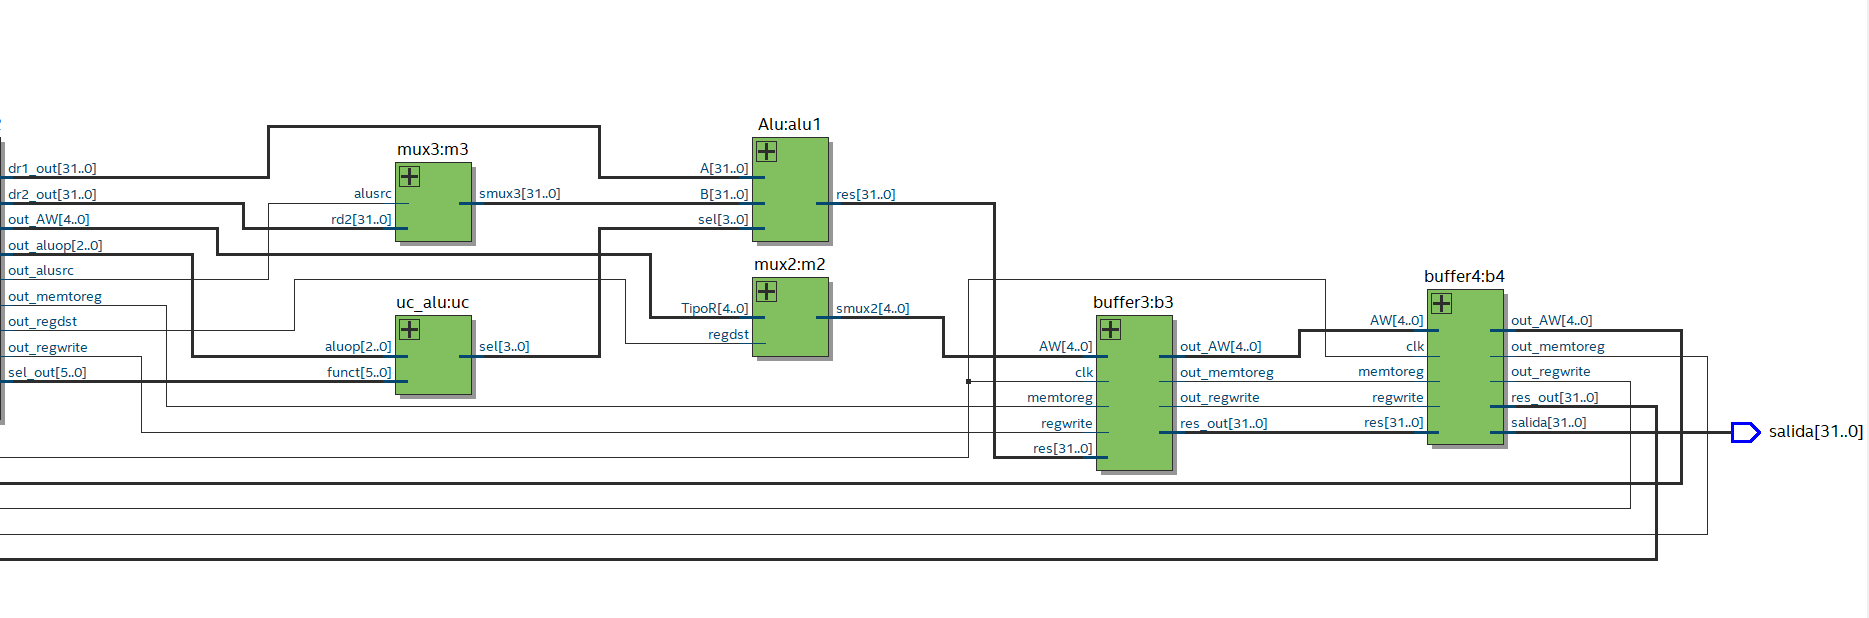 dr1_out[31..0]
dr2_out[31..0]
out_AW[4..0]
out_aluop[2..0]
out_alusrc
out_memtoreg
out_regdst
out_regwrite
sel_out[5..0]
mux3:m3
alusrc
rd2[31..0]
smux3[31..0]
uc_alu:uc
aluop[2..0]
funct[5..0]
sel[3..0]
Alu:alu1
A[31..0]
B[31..0]
sel[3..0]
res[31..0]
mux2:m2
TipoR[4..0]
regdst
smux2[4..0]
buffer3:b3
AW[4..0]
clk
memtoreg
regwrite
res[31..0]
out_AW[4..0]
out_memtoreg
out_regwrite
res_out[31..0]
buffer4:b4
AW[4..0]
clk
memtoreg
regwrite
res[31..0]
out_AW[4..0]
out_memtoreg
out_regwrite
res_out[31..0]
salida[31..0]
salida[31..0]